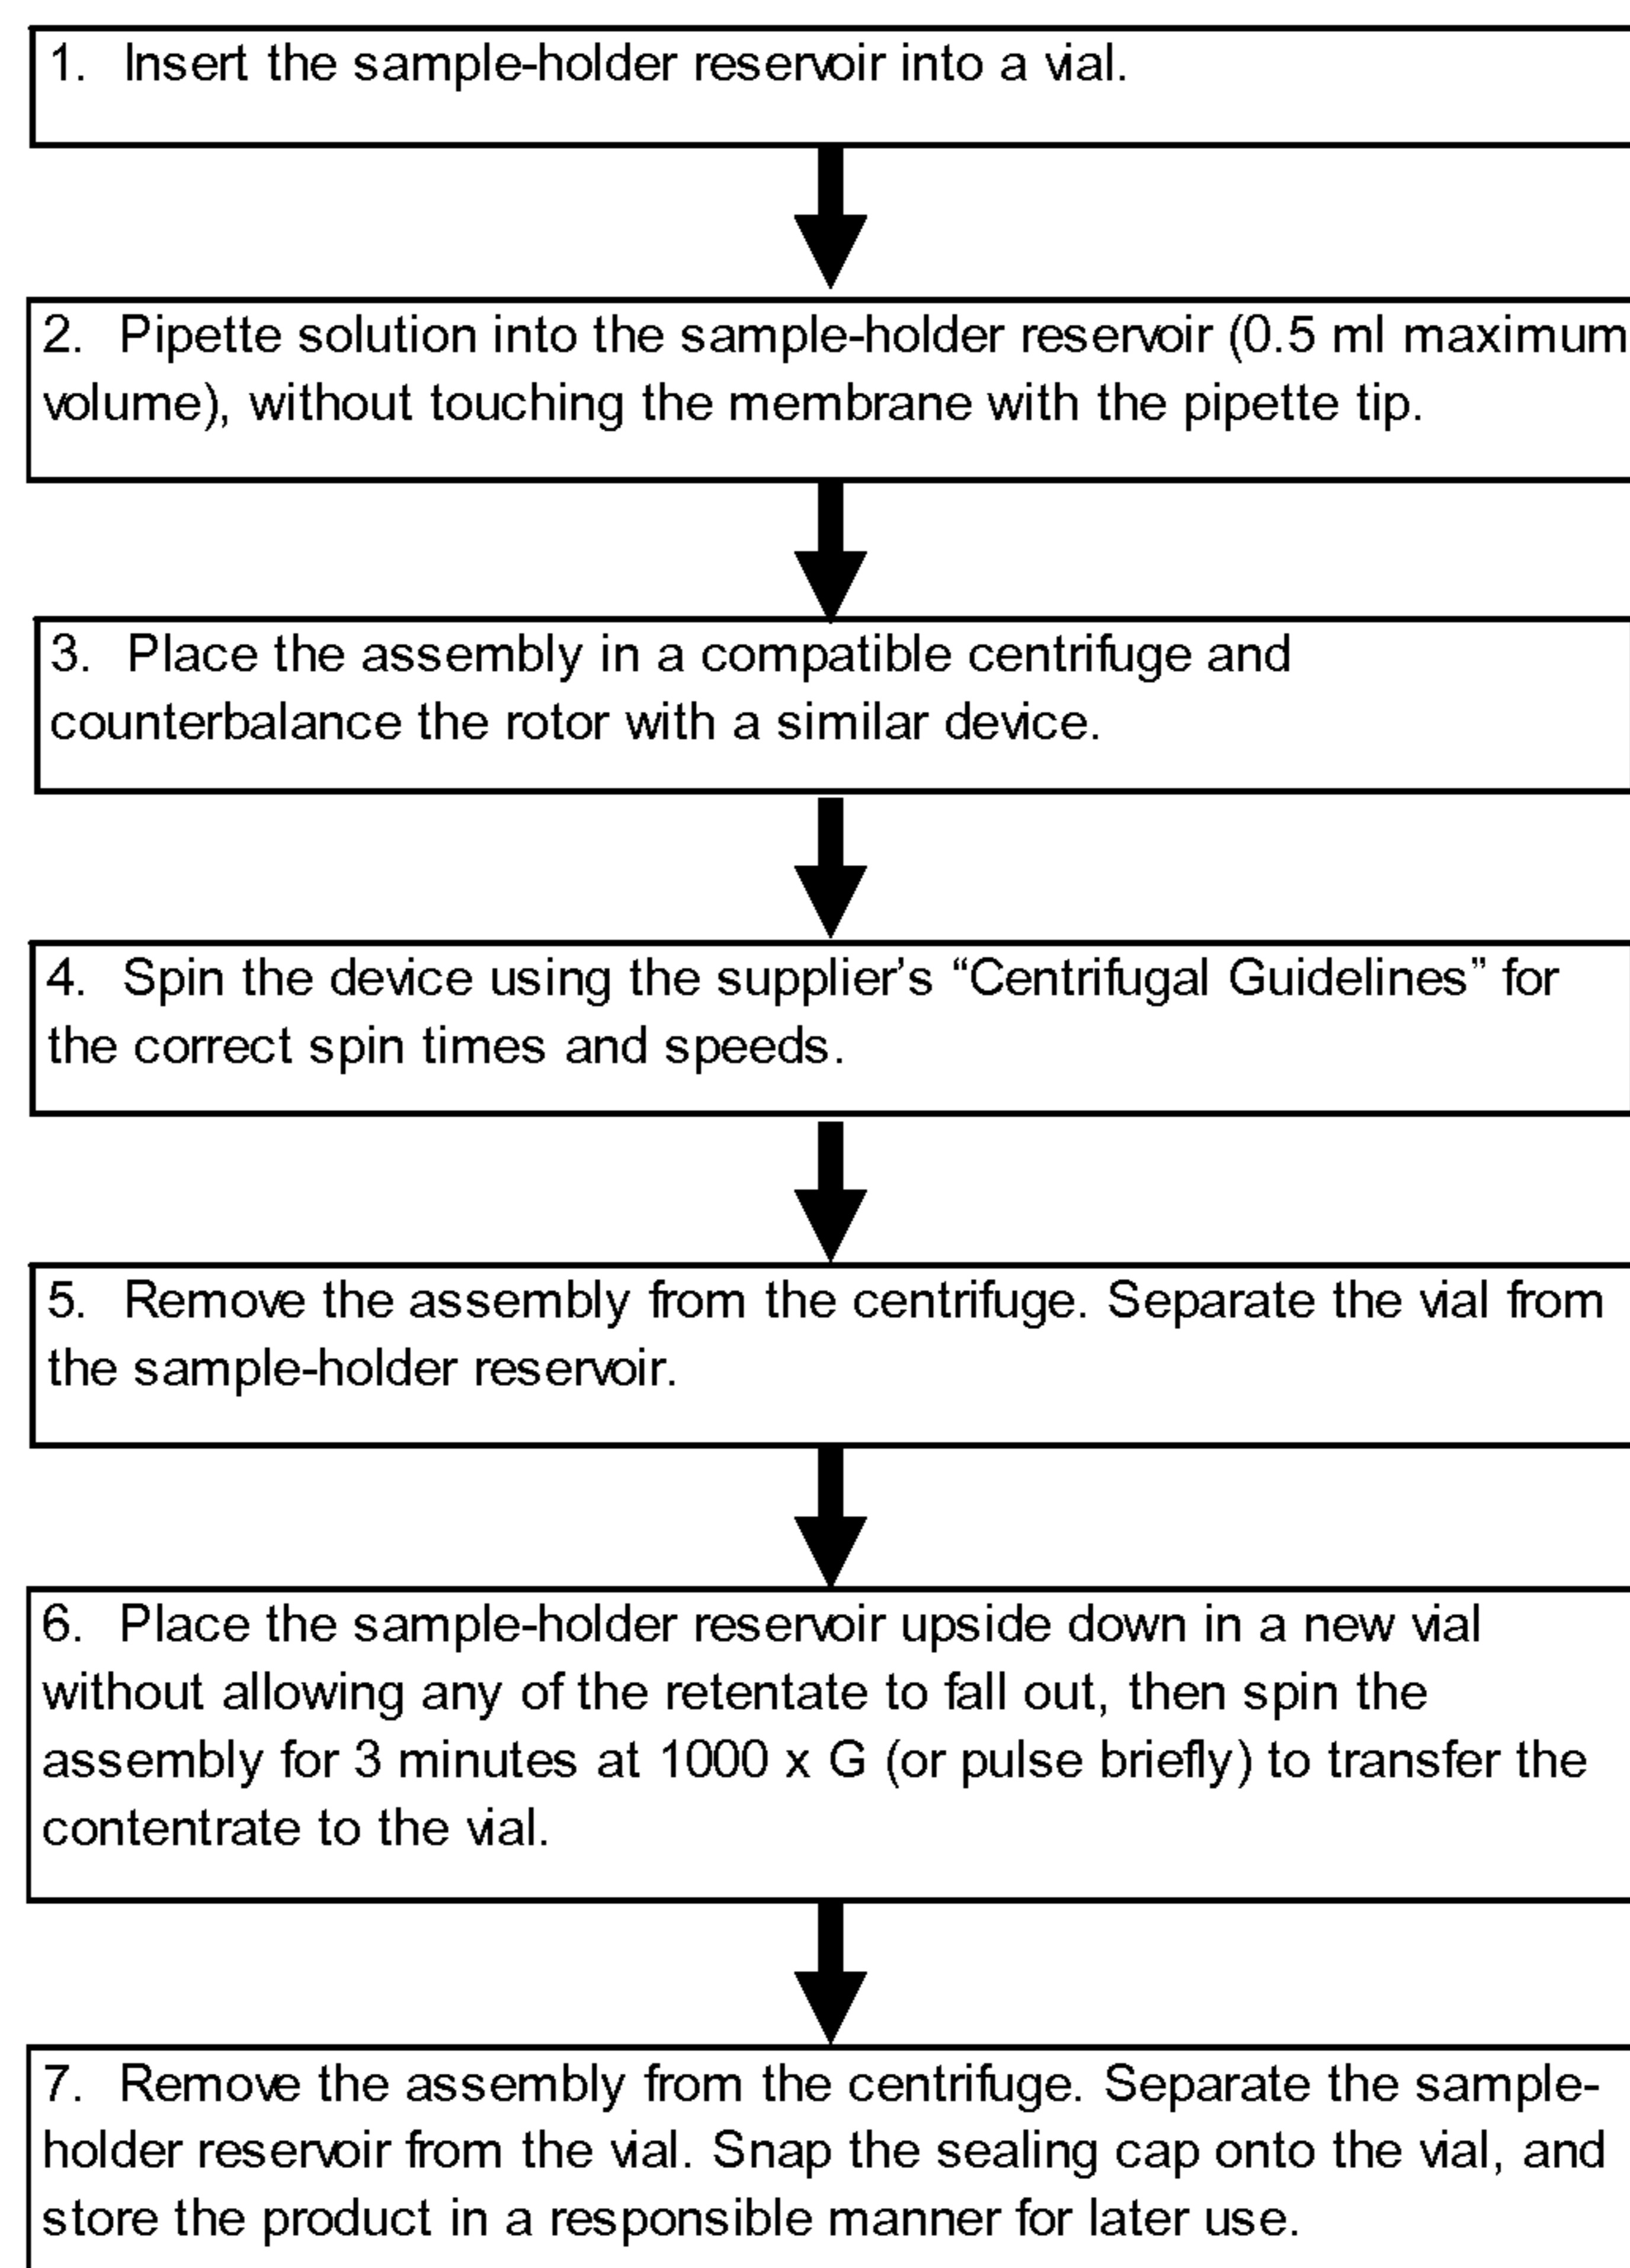 1. Insert the sample-holder reservoir into a vial.
2. Pipette solution into the sample-holder reservoir (0.5 ml maximum
volume), without touching the membrane with the pipette tip.
3. Place the assembly in a compatible centrifuge and
counterbalance the rotor with a similar device.
4. Spin the device using the supplier’s “Centrifugal Guidelines” for
the correct spin times and speeds.
5. Remove the assembly from the centrifuge. Separate the vial from
the sample-holder reservoir.
6. Place the sample-holder reservoir upside down in a new vial
without allowing any of the retentate to fall out, then spin the
assembly for 3 minutes at 1000 x G (or pulse briefly) to transfer the
contentrate to the vial.
7. Remove the assembly from the centrifuge. Separate the sample-
holder reservoir from the vial. Snap the sealing cap onto the vial, and
store the product in a responsible manner for later use.